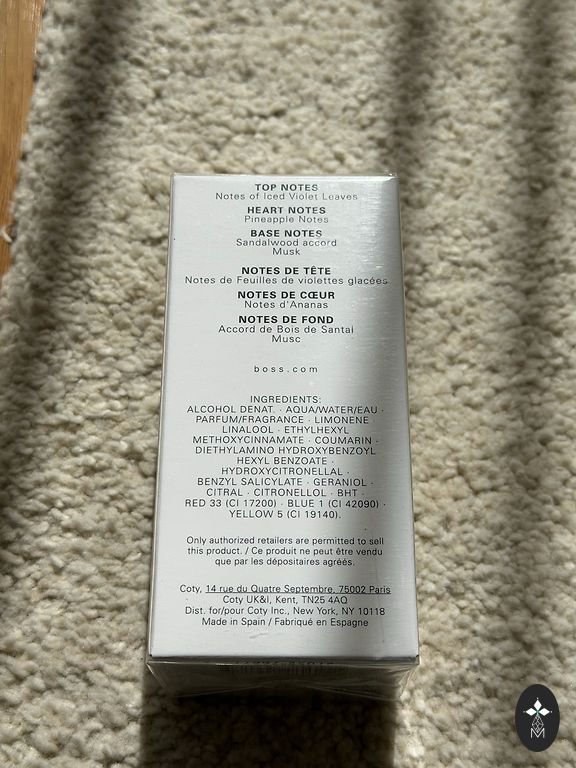 TOP NOTES
Notes of Iced Violet Leaves
HEART NOTES
Pineapple Notes
BASE NOTES
Sandalwood accord
Musk
NOTES DE TÊTE
Notes de Feuilles de violettes glacées
NOTES DE CŒUR
Notes d'Ananas
NOTES DE FOND
Accord de Bois de Santal
Musc
boss.com
INGREDIENTS:
ALCOHOL DENAT. · AQUA/WATER/EAU ·
PARFUM/FRAGRANCE · LIMONENE ·
LINALOOL · ETHYLHEXYL
METHOXYCINNAMATE · COUMARIN ·
DIETHYLAMINO HYDROXYBENZOYL
HEXYL BENZOATE ·
HYDROXYCITRONELLAL ·
BENZYL SALICYLATE · GERANIOL ·
CITRAL · CITRONELLOL · BHT ·
RED 33 (CI 17200) · BLUE 1 (CI 42090) ·
YELLOW 5 (CI 19140).
Only authorized retailers are permitted to sell
this product. / Ce produit ne peut être vendu
que par les dépositaires agréés.
Coty, 14 rue du Quatre Septembre, 75002 Paris
Coty UK&I, Kent, TN25 4AQ
Dist. for/pour Coty Inc., New York, NY 10118
Made in Spain / Fabriqué en Espagne